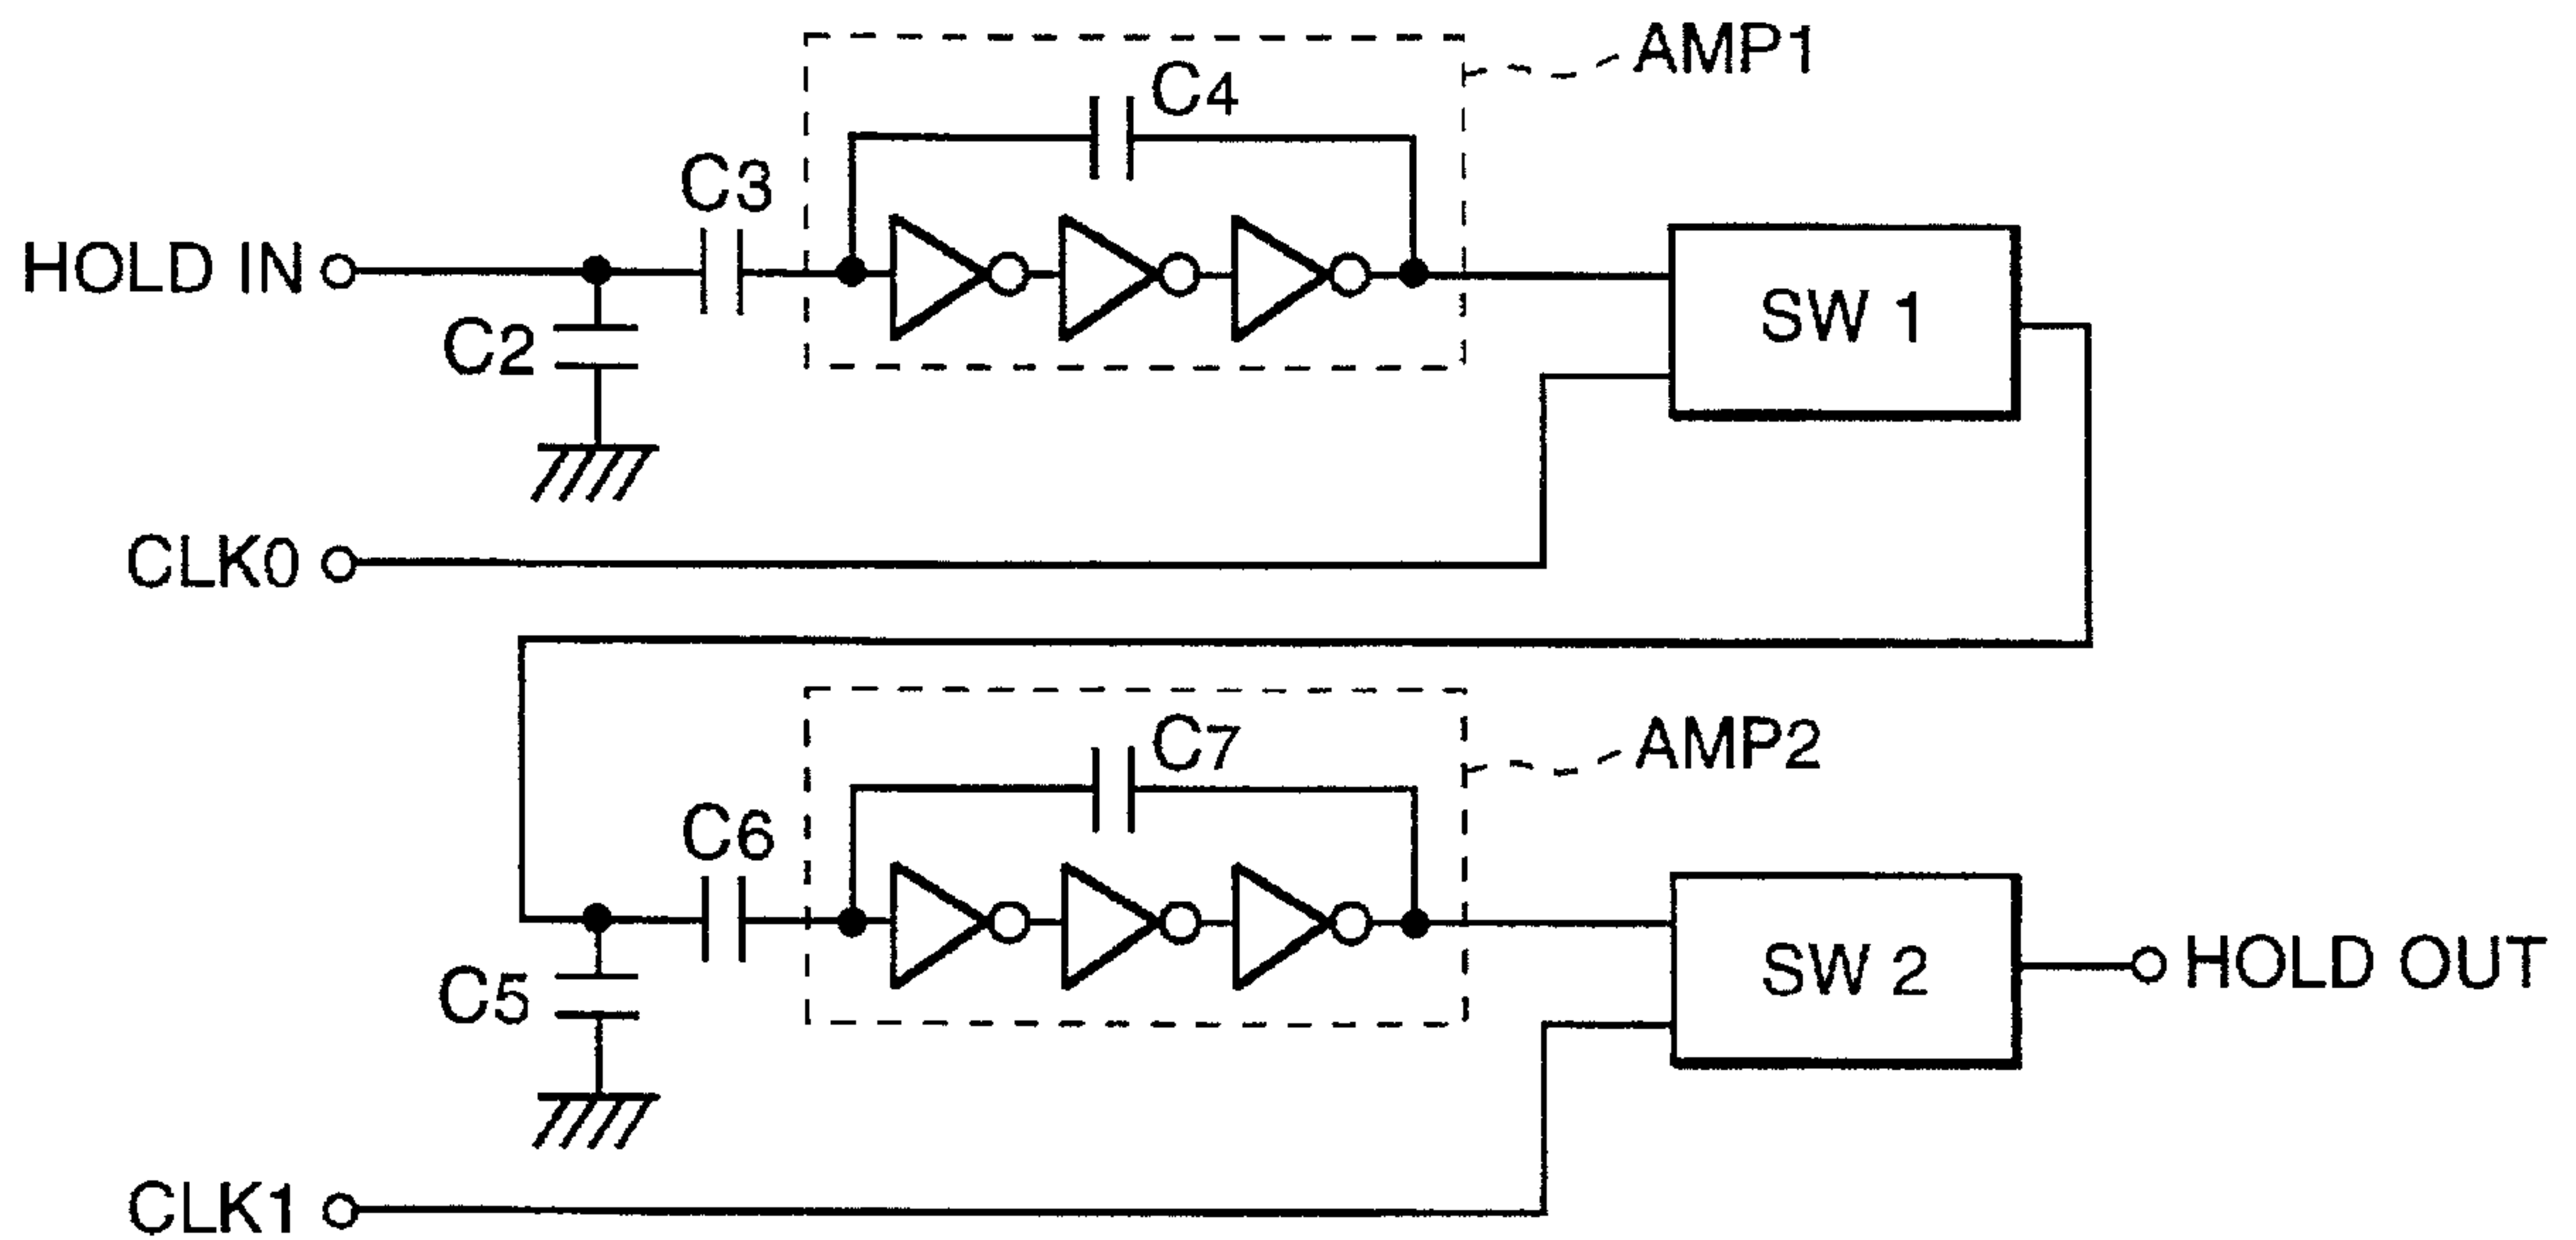 AMP1
C4
C3
HOLD IN
SW 1
C2
CLK0
AMP2
C7
C6
SW 2
HOLD OUT
C5
CLK1